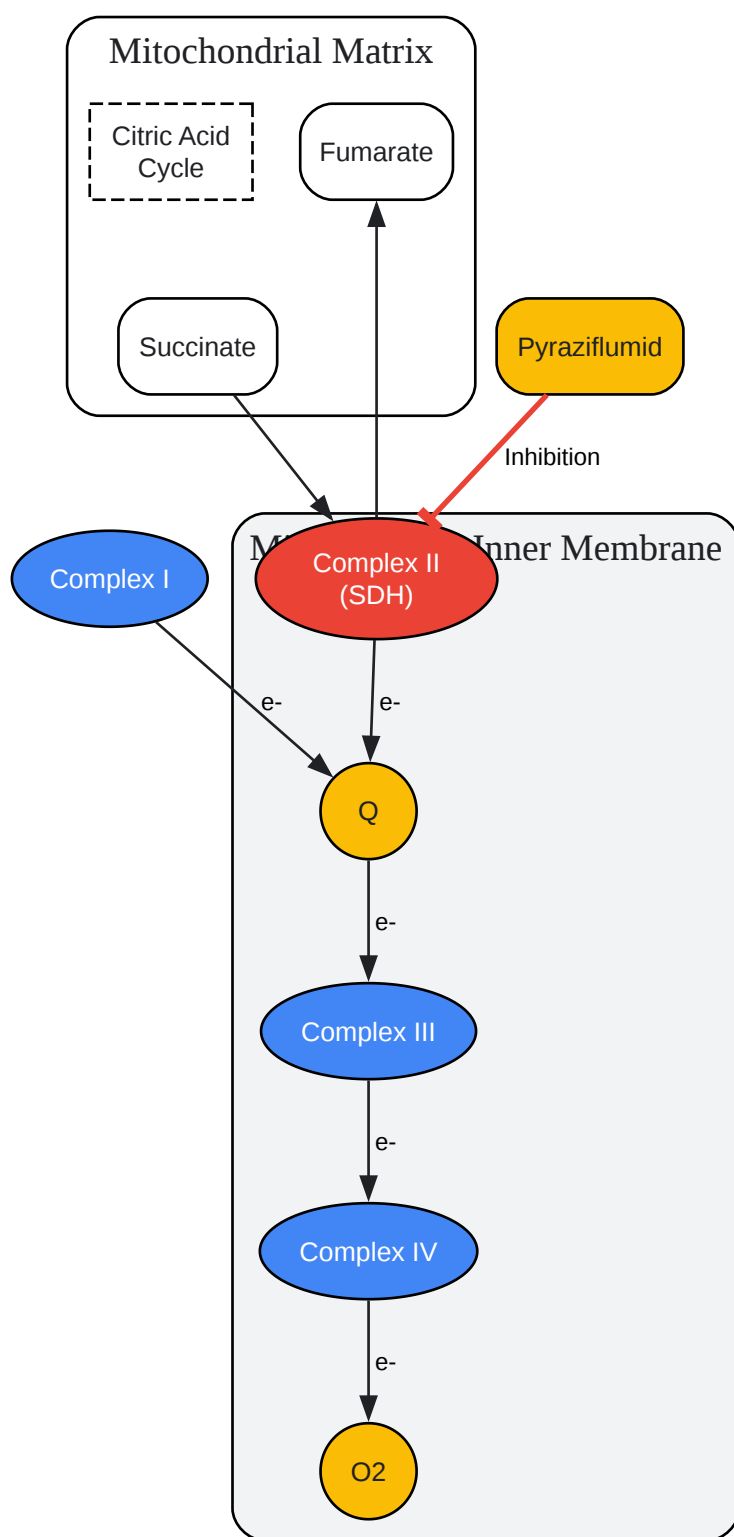 Mitochondrial Matrix
Citric Acid
Cycle
Fumarate
Succinate
Pyraziflumid
Inhibition
Inner Membrane
Complex I
Complex II
(SDH)
e-
e-
Q
e-
Complex III
e-
Complex IV
e-
O2